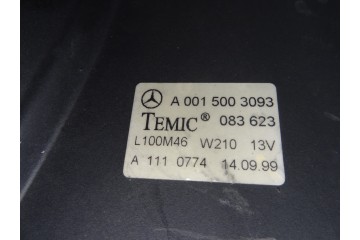 A 001 500 3093
TEMIC® 083 623
L100M46 W210 13V
A 111 0774 14.09.99